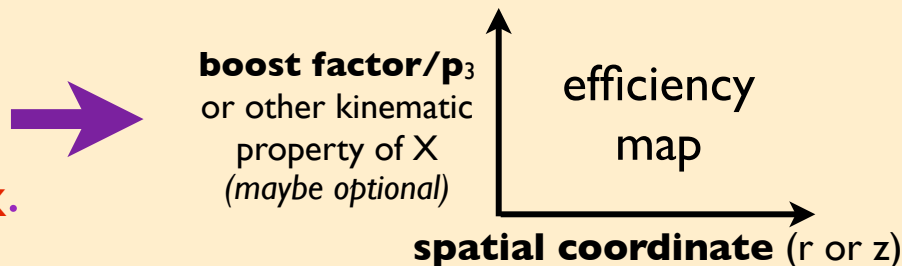 boost factor/p3
or other kinematic
property of X
(maybe optional)
efficiency
map
x.
spatial coordinate (r or z)